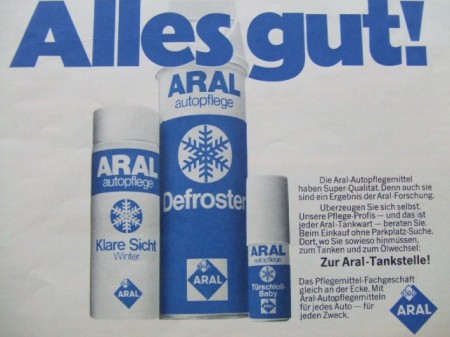 Alles gut!
ARAL
autopflege
Klare Sicht
Winter
ARAL
ARAL
autopflege
Defroster
ARAL
ARAL
autopflege
Türschloß-
Baby
ARAL
Die Aral-Autopflegemittel
haben Super-Qualität. Denn auch sie
sind ein Ergebnis der Aral-Forschung.
Überzeugen Sie sich selbst.
Unsere Pflege-Profis — und das ist
jeder Aral-Tankwart — beraten Sie.
Beim Einkauf ohne Parkplatz-Suche.
Dort, wo Sie sowieso hinmüssen,
zum Tanken und zum Ölwechsel:
Zur Aral-Tankstelle!
Das Pflegemittel-Fachgeschäft
gleich an der Ecke. Mit
Aral-Autopflegemitteln
für jedes Auto — für
jeden Zweck.
ARAL